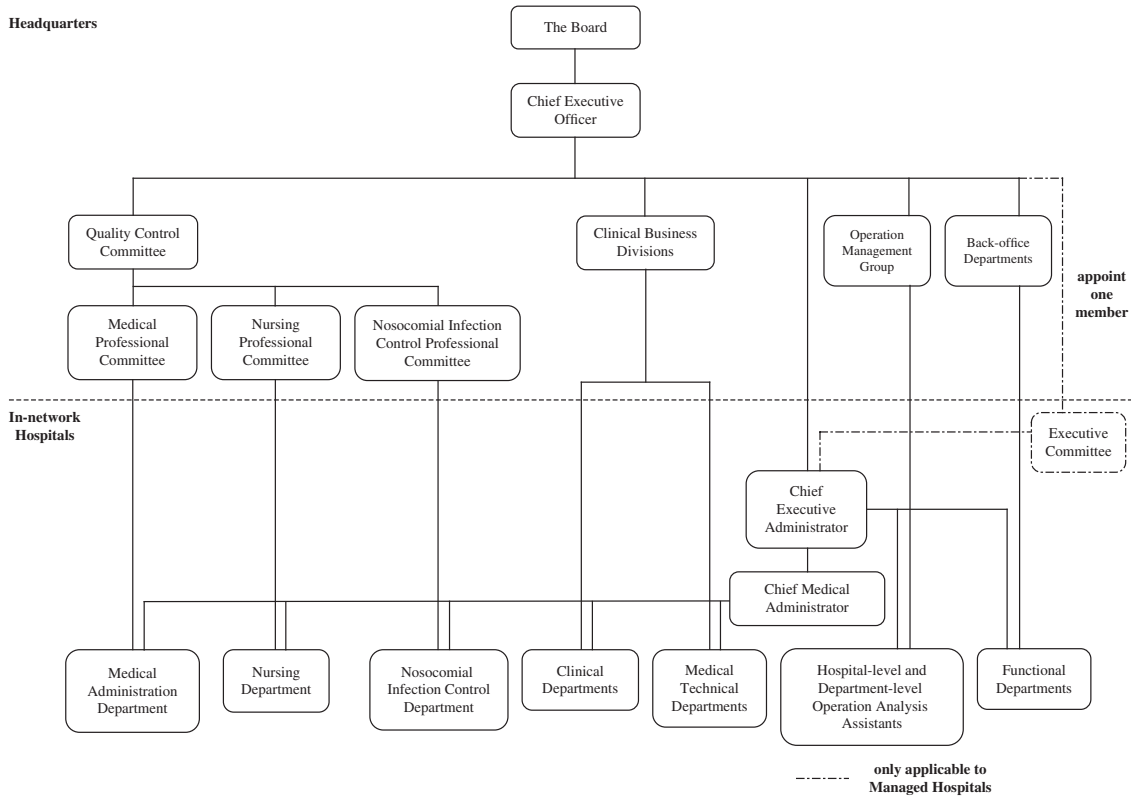 Headquarters
The Board
Chief Executive
Officer
Quality Control
Committee
Clinical Business
Divisions
Operation
Management
Group
Back-office
Departments
appoint
one
member
Medical
Professional
Committee
Nursing
Professional
Committee
Nosocomial Infection
Control Professional
Committee
In-network
Hospitals
Executive
Committee
Chief
Executive
Administrator
Chief Medical
Administrator
Medical
Administration
Department
Nursing
Department
Nosocomial
Infection Control
Department
Clinical
Departments
Medical
Technical
Departments
Hospital-level and
Department-level
Operation Analysis
Assistants
Functional
Departments
only applicable to
Managed Hospitals